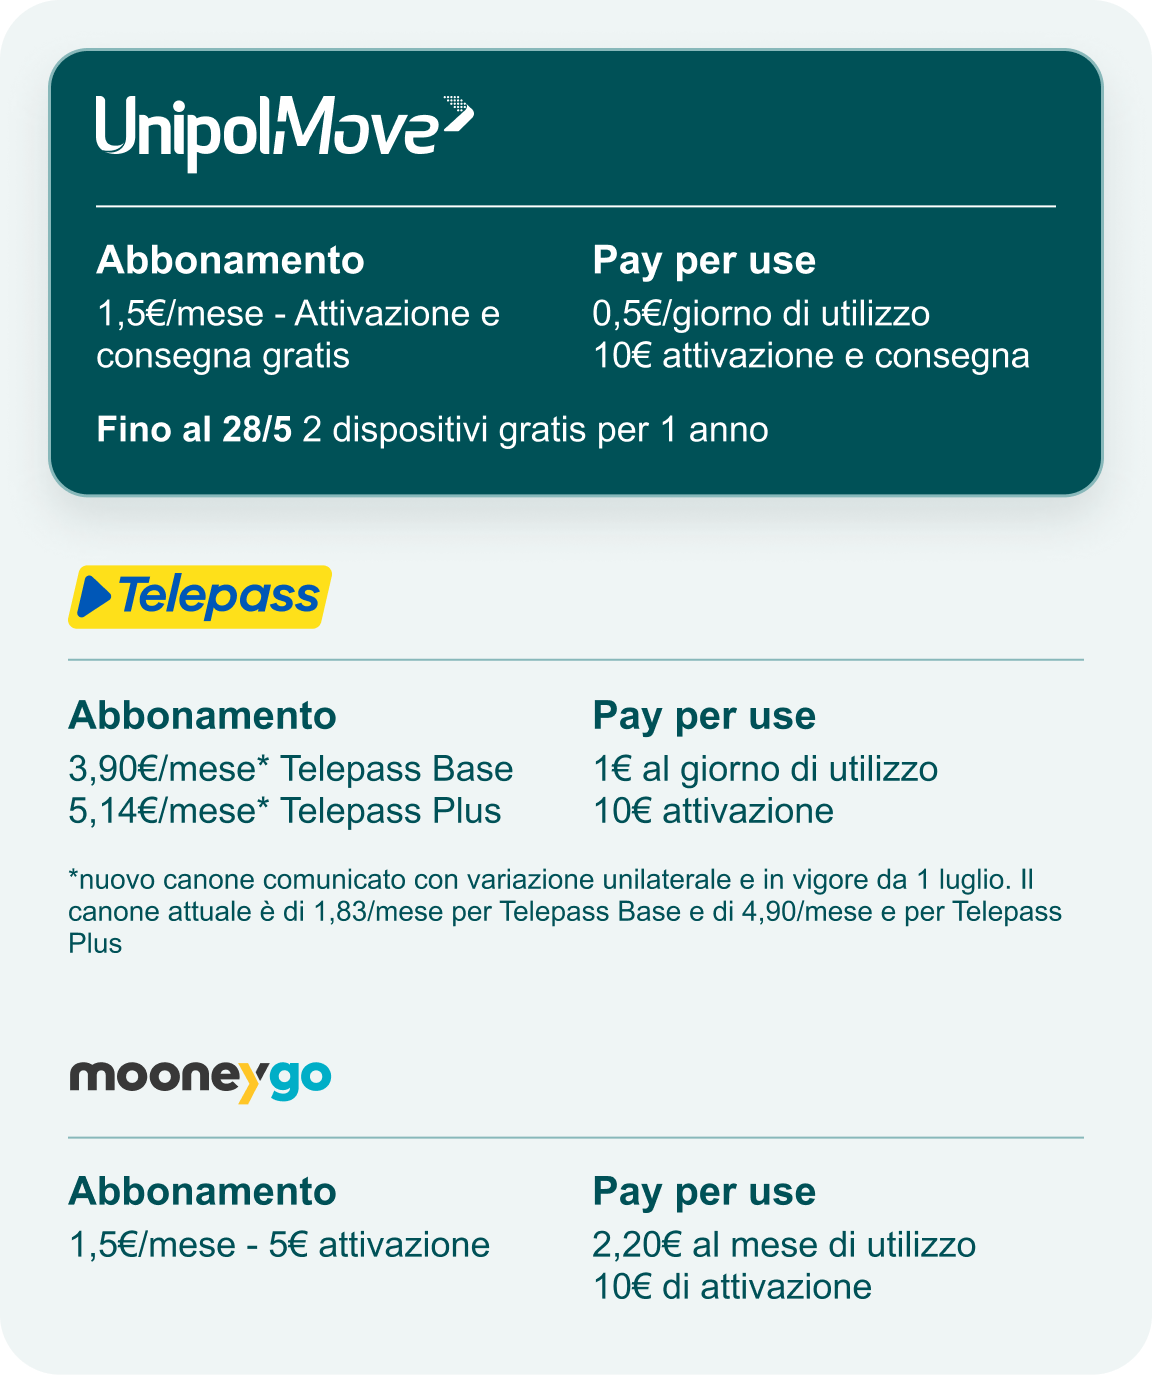 UnipolMove
Abbonamento
1,5€/mese - Attivazione e
consegna gratis
Pay per use
0,5€/giorno di utilizzo
10€ attivazione e consegna
Fino al 28/5 2 dispositivi gratis per 1 anno
Telepass
Abbonamento
3,90€/mese* Telepass Base
5,14€/mese* Telepass Plus
Pay per use
1€ al giorno di utilizzo
10€ attivazione
*nuovo canone comunicato con variazione unilaterale e in vigore da 1 luglio. Il
canone attuale è di 1,83/mese per Telepass Base e di 4,90/mese e per Telepass
Plus
mooneygo
Abbonamento
1,5€/mese - 5€ attivazione
Pay per use
2,20€ al mese di utilizzo
10€ di attivazione